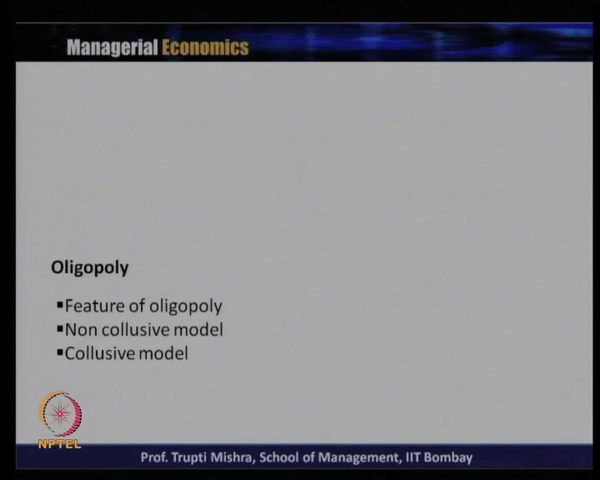 Managerial Economics
Oligopoly
▪Feature of oligopoly
▪Non collusive model
▪Collusive model
NPTEL
Prof. Trupti Mishra, School of Management, IIT Bombay